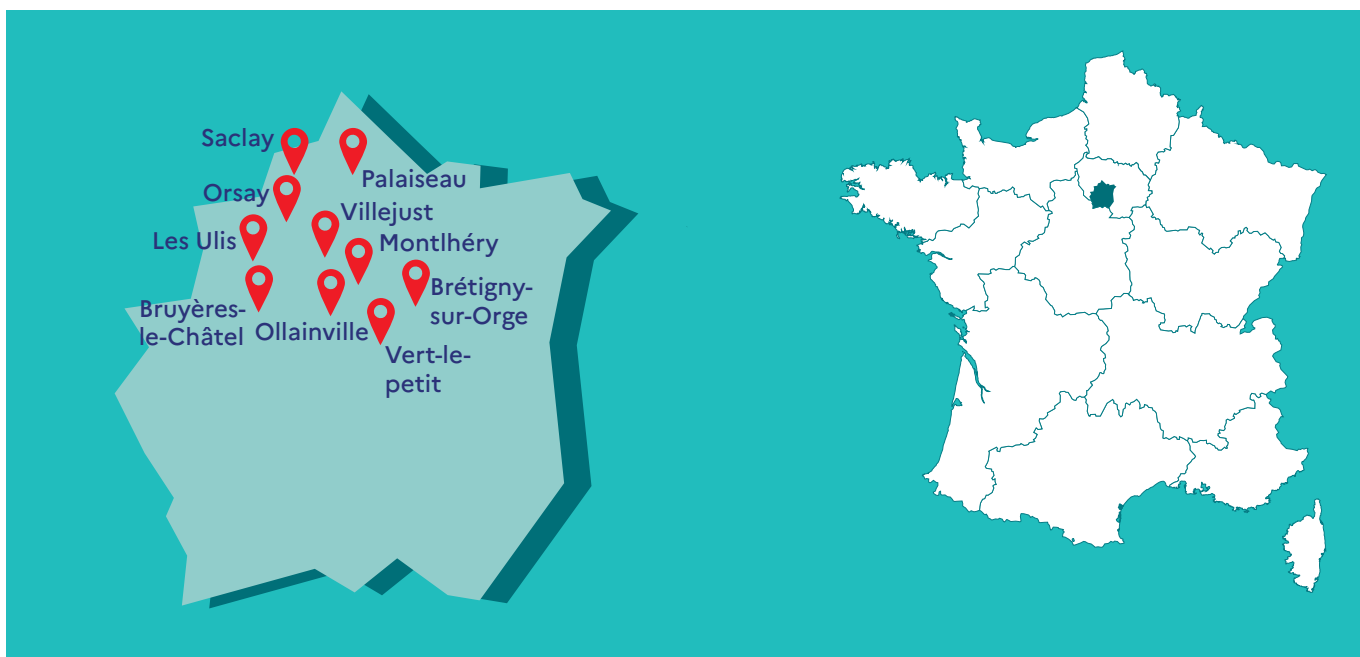 Saclay
Palaiseau
Orsay
Villejust
Les Ulis
Montlhéry
Brétigny-
sur-Orge
Bruyères-
le-Châtel
Ollainville
Vert-le-
petit